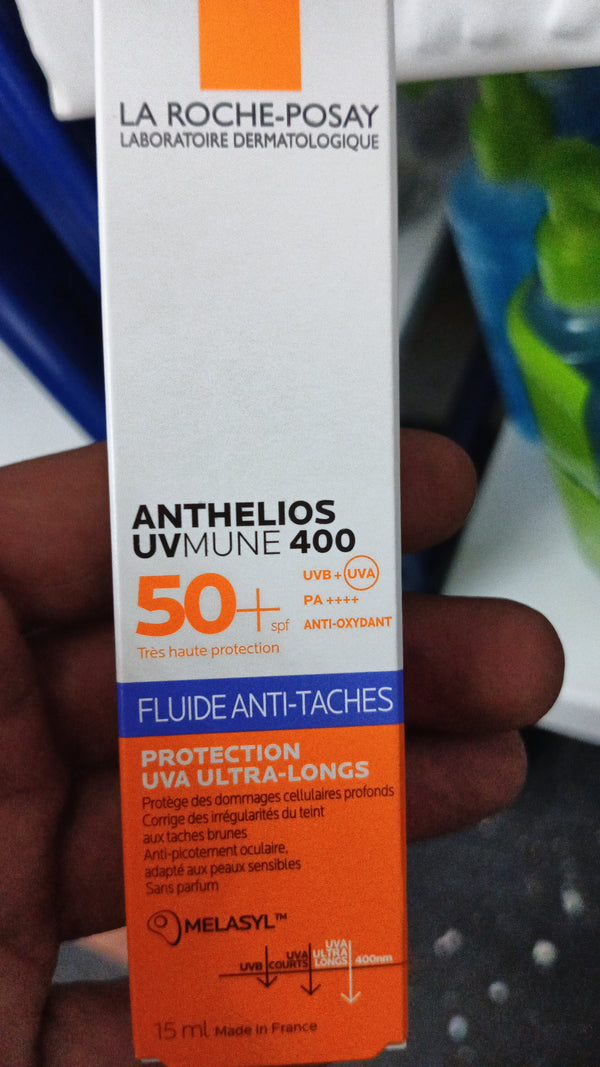 LA ROCHE-POSAY
LABORATOIRE DERMATOLOGIQUE
ANTHELIOS
UVMUNE 400
50+ spf
UVB + UVA
PA ++++
ANTI-OXYDANT
Très haute protection
FLUIDE ANTI-TACHES
PROTECTION
UVA ULTRA-LONGS
Protège des dommages cellulaires profonds
Corrige des irrégularités du teint
aux taches brunes
Anti-picotement oculaire,
adapté aux peaux sensibles
Sans parfum
MELASYL™
UVB
UVA
COURTS
UVA
ULTRA
LONGS
400nm
15 ml Made in France